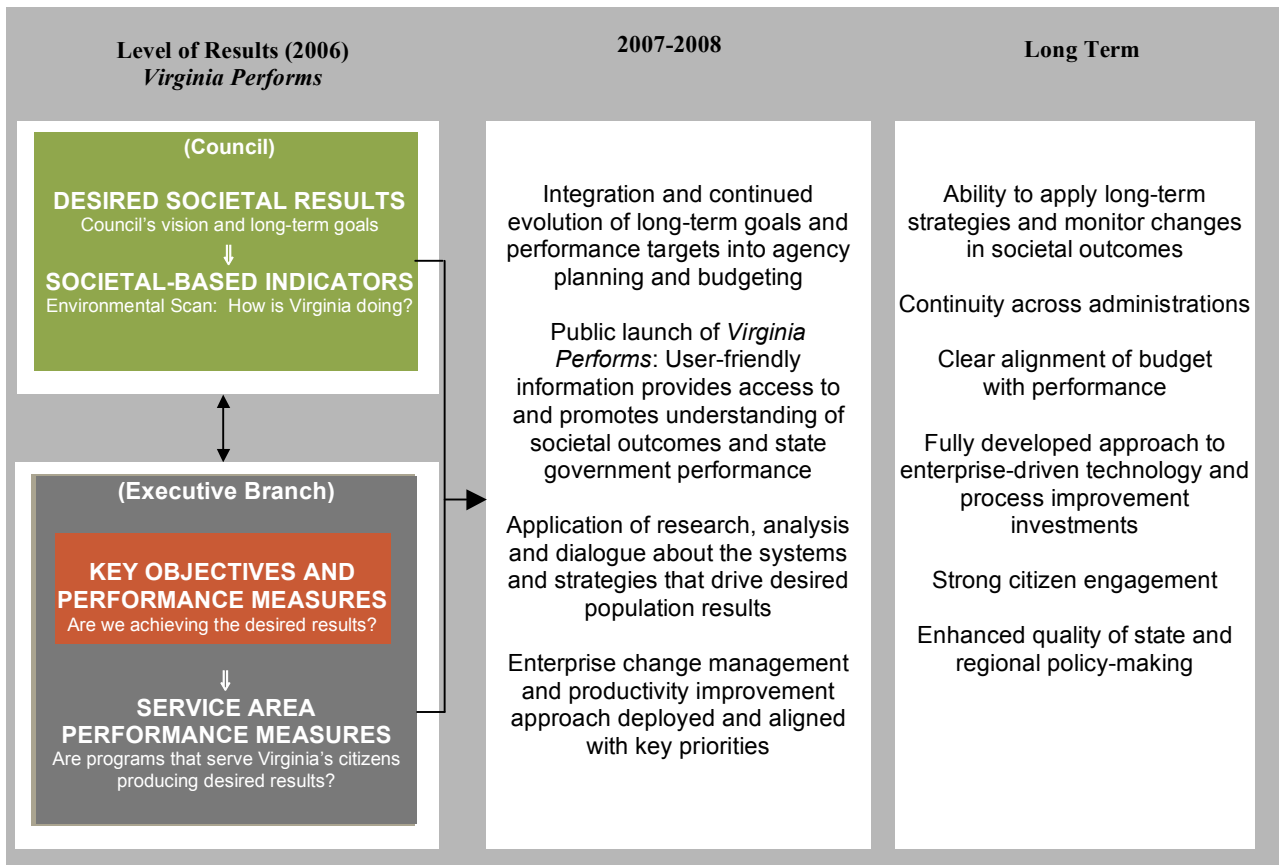 Level of Results (2006)
Virginia Performs
2007-2008
Long Term
(Council)
DESIRED SOCIETAL RESULTS
Council's vision and long-term goals
⇓
SOCIETAL-BASED INDICATORS
Environmental Scan:  How is Virginia doing?
(Executive Branch)
KEY OBJECTIVES AND
PERFORMANCE MEASURES
Are we achieving the desired results?
⇓
SERVICE AREA
PERFORMANCE MEASURES
Are programs that serve Virginia's citizens
producing desired results?
Integration and continued
evolution of long-term goals and
performance targets into agency
planning and budgeting
Public launch of Virginia
Performs: User-friendly
information provides access to
and promotes understanding of
societal outcomes and state
government performance
Application of research, analysis
and dialogue about the systems
and strategies that drive desired
population results
Enterprise change management
and productivity improvement
approach deployed and aligned
with key priorities
Ability to apply long-term
strategies and monitor changes
in societal outcomes
Continuity across administrations
Clear alignment of budget
with performance
Fully developed approach to
enterprise-driven technology and
process improvement
investments
Strong citizen engagement
Enhanced quality of state and
regional policy-making